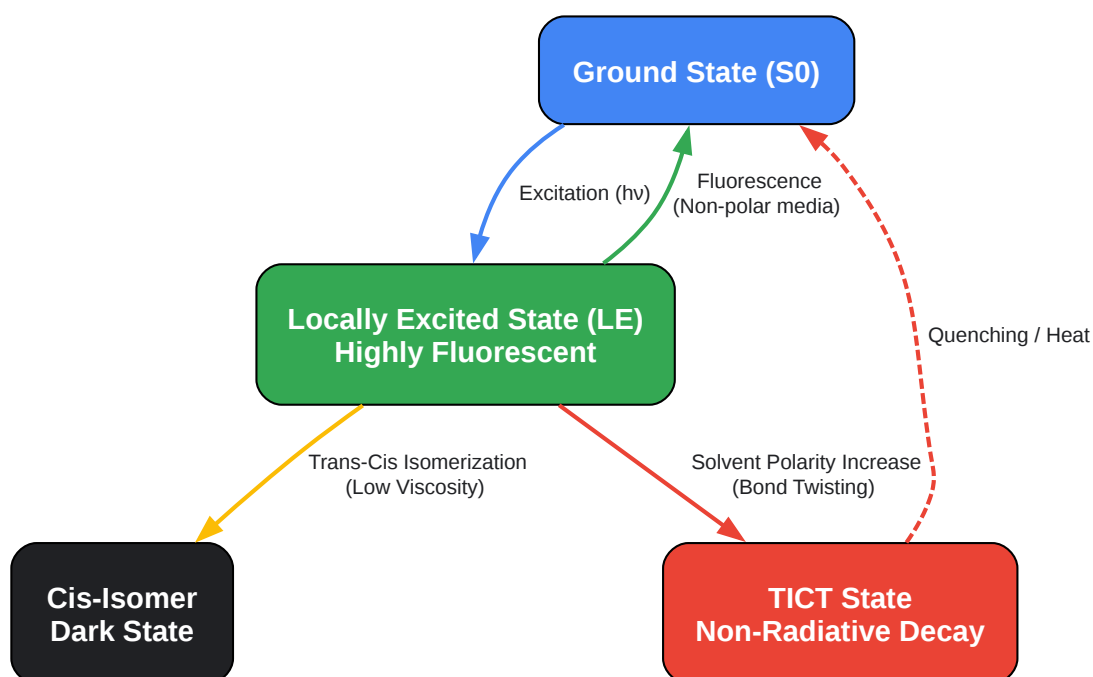 Ground State (S0)
Excitation (hν)
Fluorescence
(Non-polar media)
Locally Excited State (LE)
Highly Fluorescent
Quenching / Heat
Trans-Cis Isomerization
(Low Viscosity)
Solvent Polarity Increase
(Bond Twisting)
Cis-Isomer
Dark State
TICT State
Non-Radiative Decay